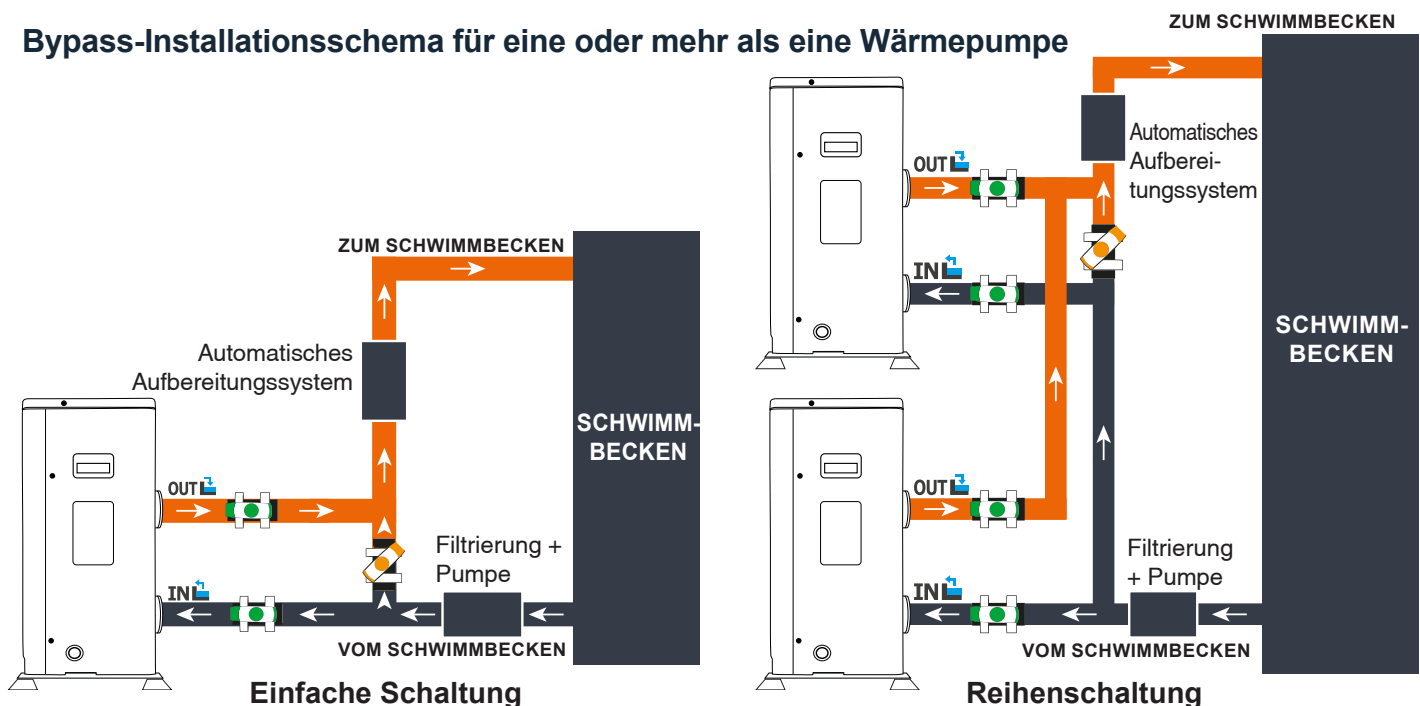 Bypass-Installationsschema für eine oder mehr als eine Wärmepumpe
ZUM SCHWIMMBECKEN
Automatisches
Aufbereitungssystem
SCHWIMM-
BECKEN
OUT
IN
Filtrierung +
Pumpe
VOM SCHWIMMBECKEN
Einfache Schaltung
ZUM SCHWIMMBECKEN
Automatisches
Aufberei-
tungssystem
OUT
IN
SCHWIMM-
BECKEN
OUT
IN
Filtrierung
+ Pumpe
VOM SCHWIMMBECKEN
Reihenschaltung